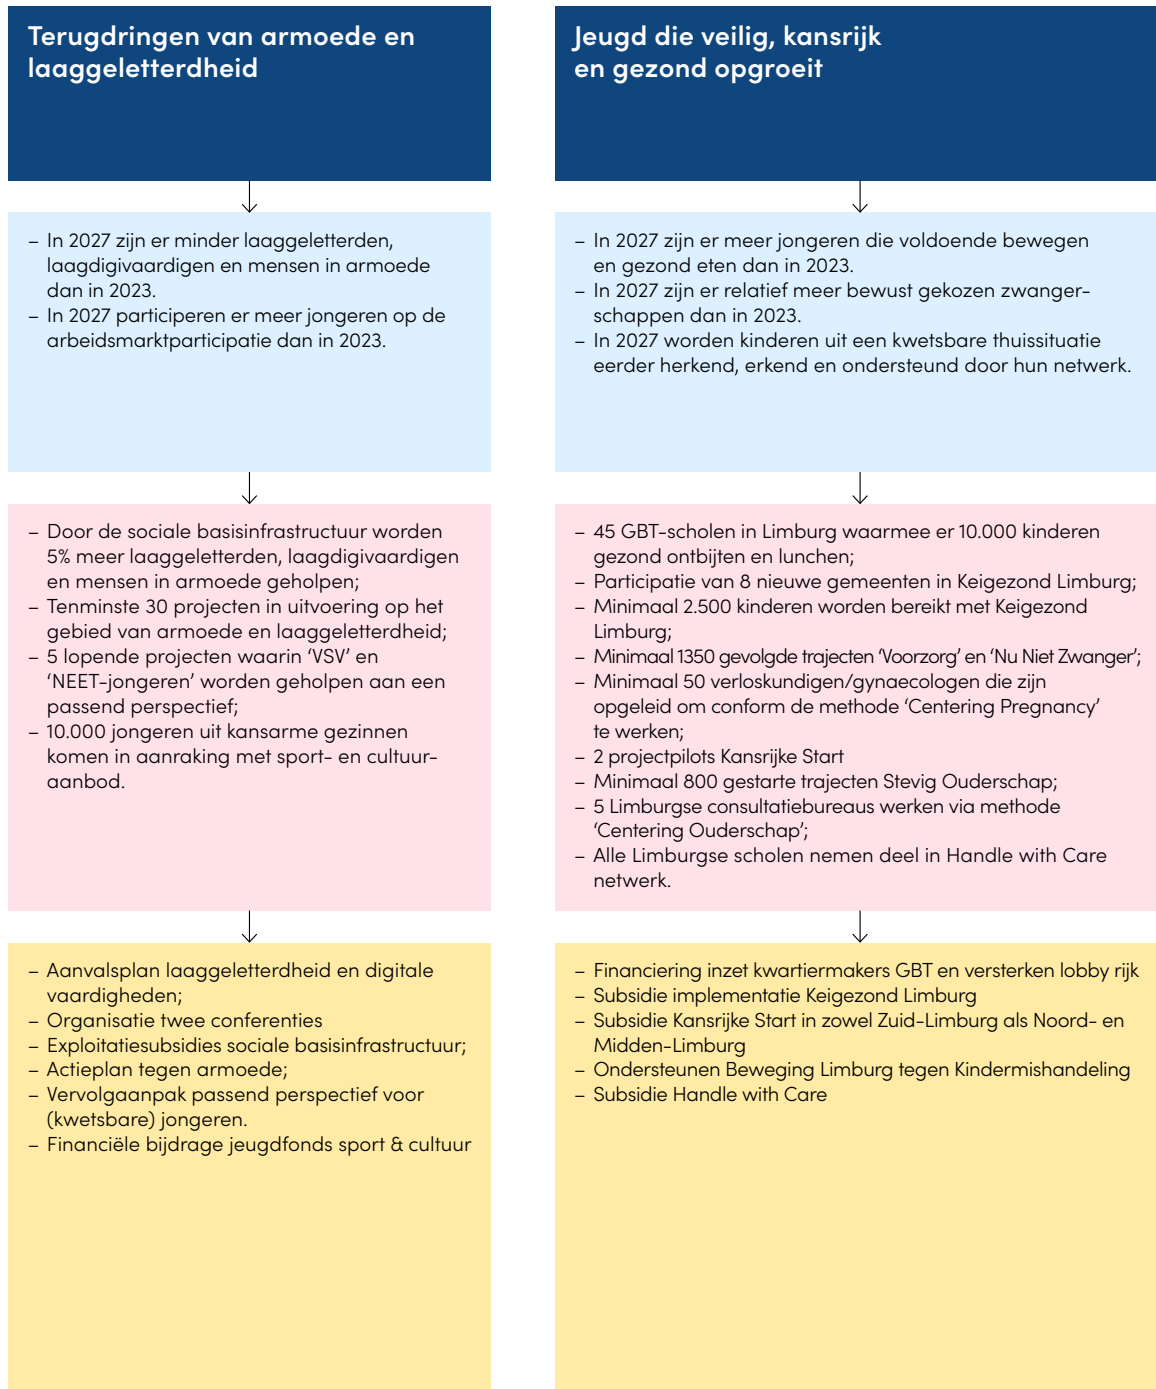 Terugdringen van armoede en
laaggeletterdheid
– In 2027 zijn er minder laaggeletterden,
laagdigivaardigen en mensen in armoede
dan in 2023.
– In 2027 participeren er meer jongeren op de
arbeidsmarktparticipatie dan in 2023.
– Door de sociale basisinfrastructuur worden
5% meer laaggeletterden, laagdigivaardigen
en mensen in armoede geholpen;
– Tenminste 30 projecten in uitvoering op het
gebied van armoede en laaggeletterdheid;
– 5 lopende projecten waarin ‘VSV’ en
‘NEET-jongeren’ worden geholpen aan een
passend perspectief;
– 10.000 jongeren uit kansarme gezinnen
komen in aanraking met sport- en cultuur-
aanbod.
– Aanvalsplan laaggeletterdheid en digitale
vaardigheden;
– Organisatie twee conferenties
– Exploitatiesubsidies sociale basisinfrastructuur;
– Actieplan tegen armoede;
– Vervolgaanpak passend perspectief voor
(kwetsbare) jongeren.
– Financiële bijdrage jeugdfonds sport & cultuur
Jeugd die veilig, kansrijk
en gezond opgroeit
– In 2027 zijn er meer jongeren die voldoende bewegen
en gezond eten dan in 2023.
– In 2027 zijn er relatief meer bewust gekozen zwanger-
schappen dan in 2023.
– In 2027 worden kinderen uit een kwetsbare thuissituatie
eerder herkend, erkend en ondersteund door hun netwerk.
– 45 GBT-scholen in Limburg waarmee er 10.000 kinderen
gezond ontbijten en lunchen;
– Participatie van 8 nieuwe gemeenten in Keigezond Limburg;
– Minimaal 2.500 kinderen worden bereikt met Keigezond
Limburg;
– Minimaal 1350 gevolgde trajecten ‘Voorzorg’ en ‘Nu Niet Zwanger’;
– Minimaal 50 verloskundigen/gynaecologen die zijn
opgeleid om conform de methode ‘Centering Pregnancy’
te werken;
– 2 projectpilots Kansrijke Start
– Minimaal 800 gestarte trajecten Stevig Ouderschap;
– 5 Limburgse consultatiebureaus werken via methode
‘Centering Ouderschap’;
– Alle Limburgse scholen nemen deel in Handle with Care
netwerk.
– Financiering inzet kwartiermakers GBT en versterken lobby rijk
– Subsidie implementatie Keigezond Limburg
– Subsidie Kansrijke Start in zowel Zuid-Limburg als Noord- en
Midden-Limburg
– Ondersteunen Beweging Limburg tegen Kindermishandeling
– Subsidie Handle with Care